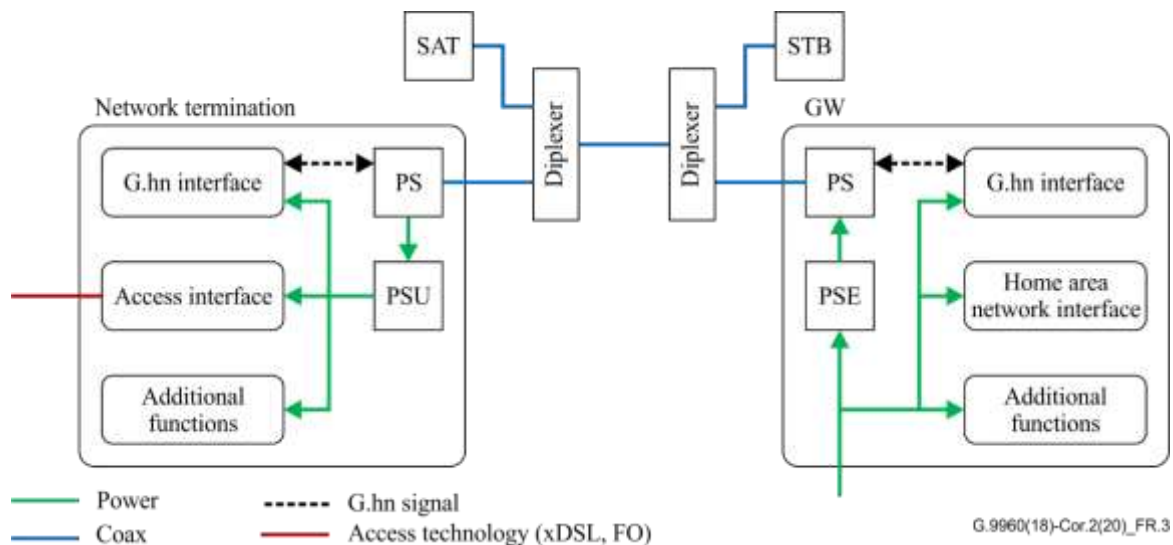 SAT
STB
Diplexer
Diplexer
Network termination
GW
G.hn interface
PS
PS
G.hn interface
Access interface
PSU
PSE
Home area
network interface
Additional
functions
Additional
functions
Power
G.hn signal
Coax
Access technology (xDSL, FO)
G.9960(18)-Cor.2(20)_FR.3